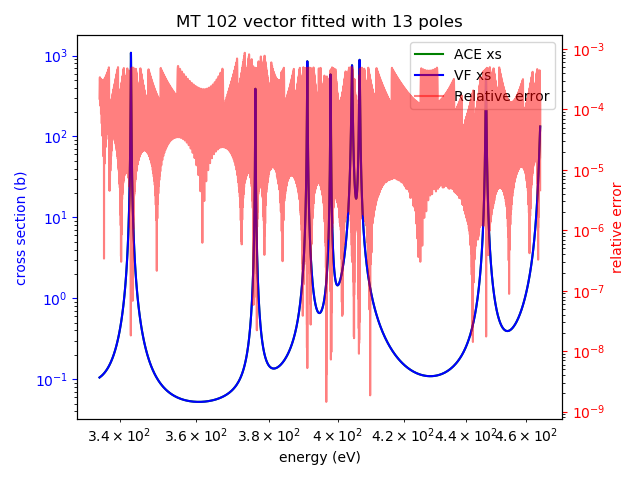 MT 102 vector fitted with 13 poles
ACE xs
VF xs
Relative error
10³
10²
10¹
10⁰
10⁻¹
cross section (b)
10⁻³
10⁻⁴
10⁻⁵
10⁻⁶
10⁻⁷
10⁻⁸
10⁻⁹
relative error
3.4 × 10² 3.6 × 10² 3.8 × 10² 4 × 10² 4.2 × 10² 4.4 × 10² 4.6 × 10²
energy (eV)